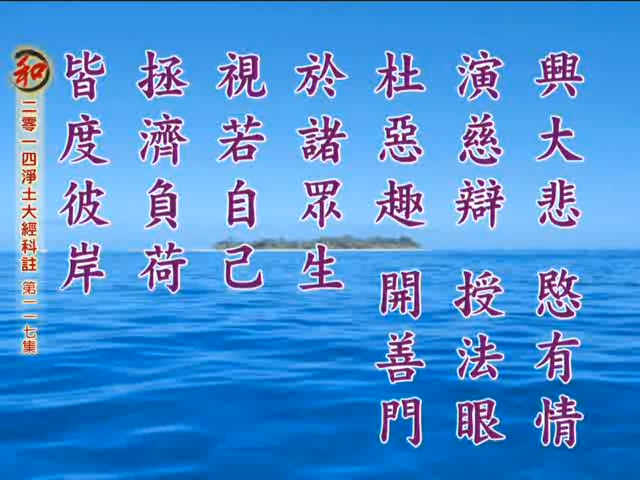 興大悲 愍有情
演慈辯 授法眼
杜惡趣 開善門
於諸眾生
視若自己
拯濟負荷
皆度彼岸
和
二零一四淨土大經科註 第一一七集